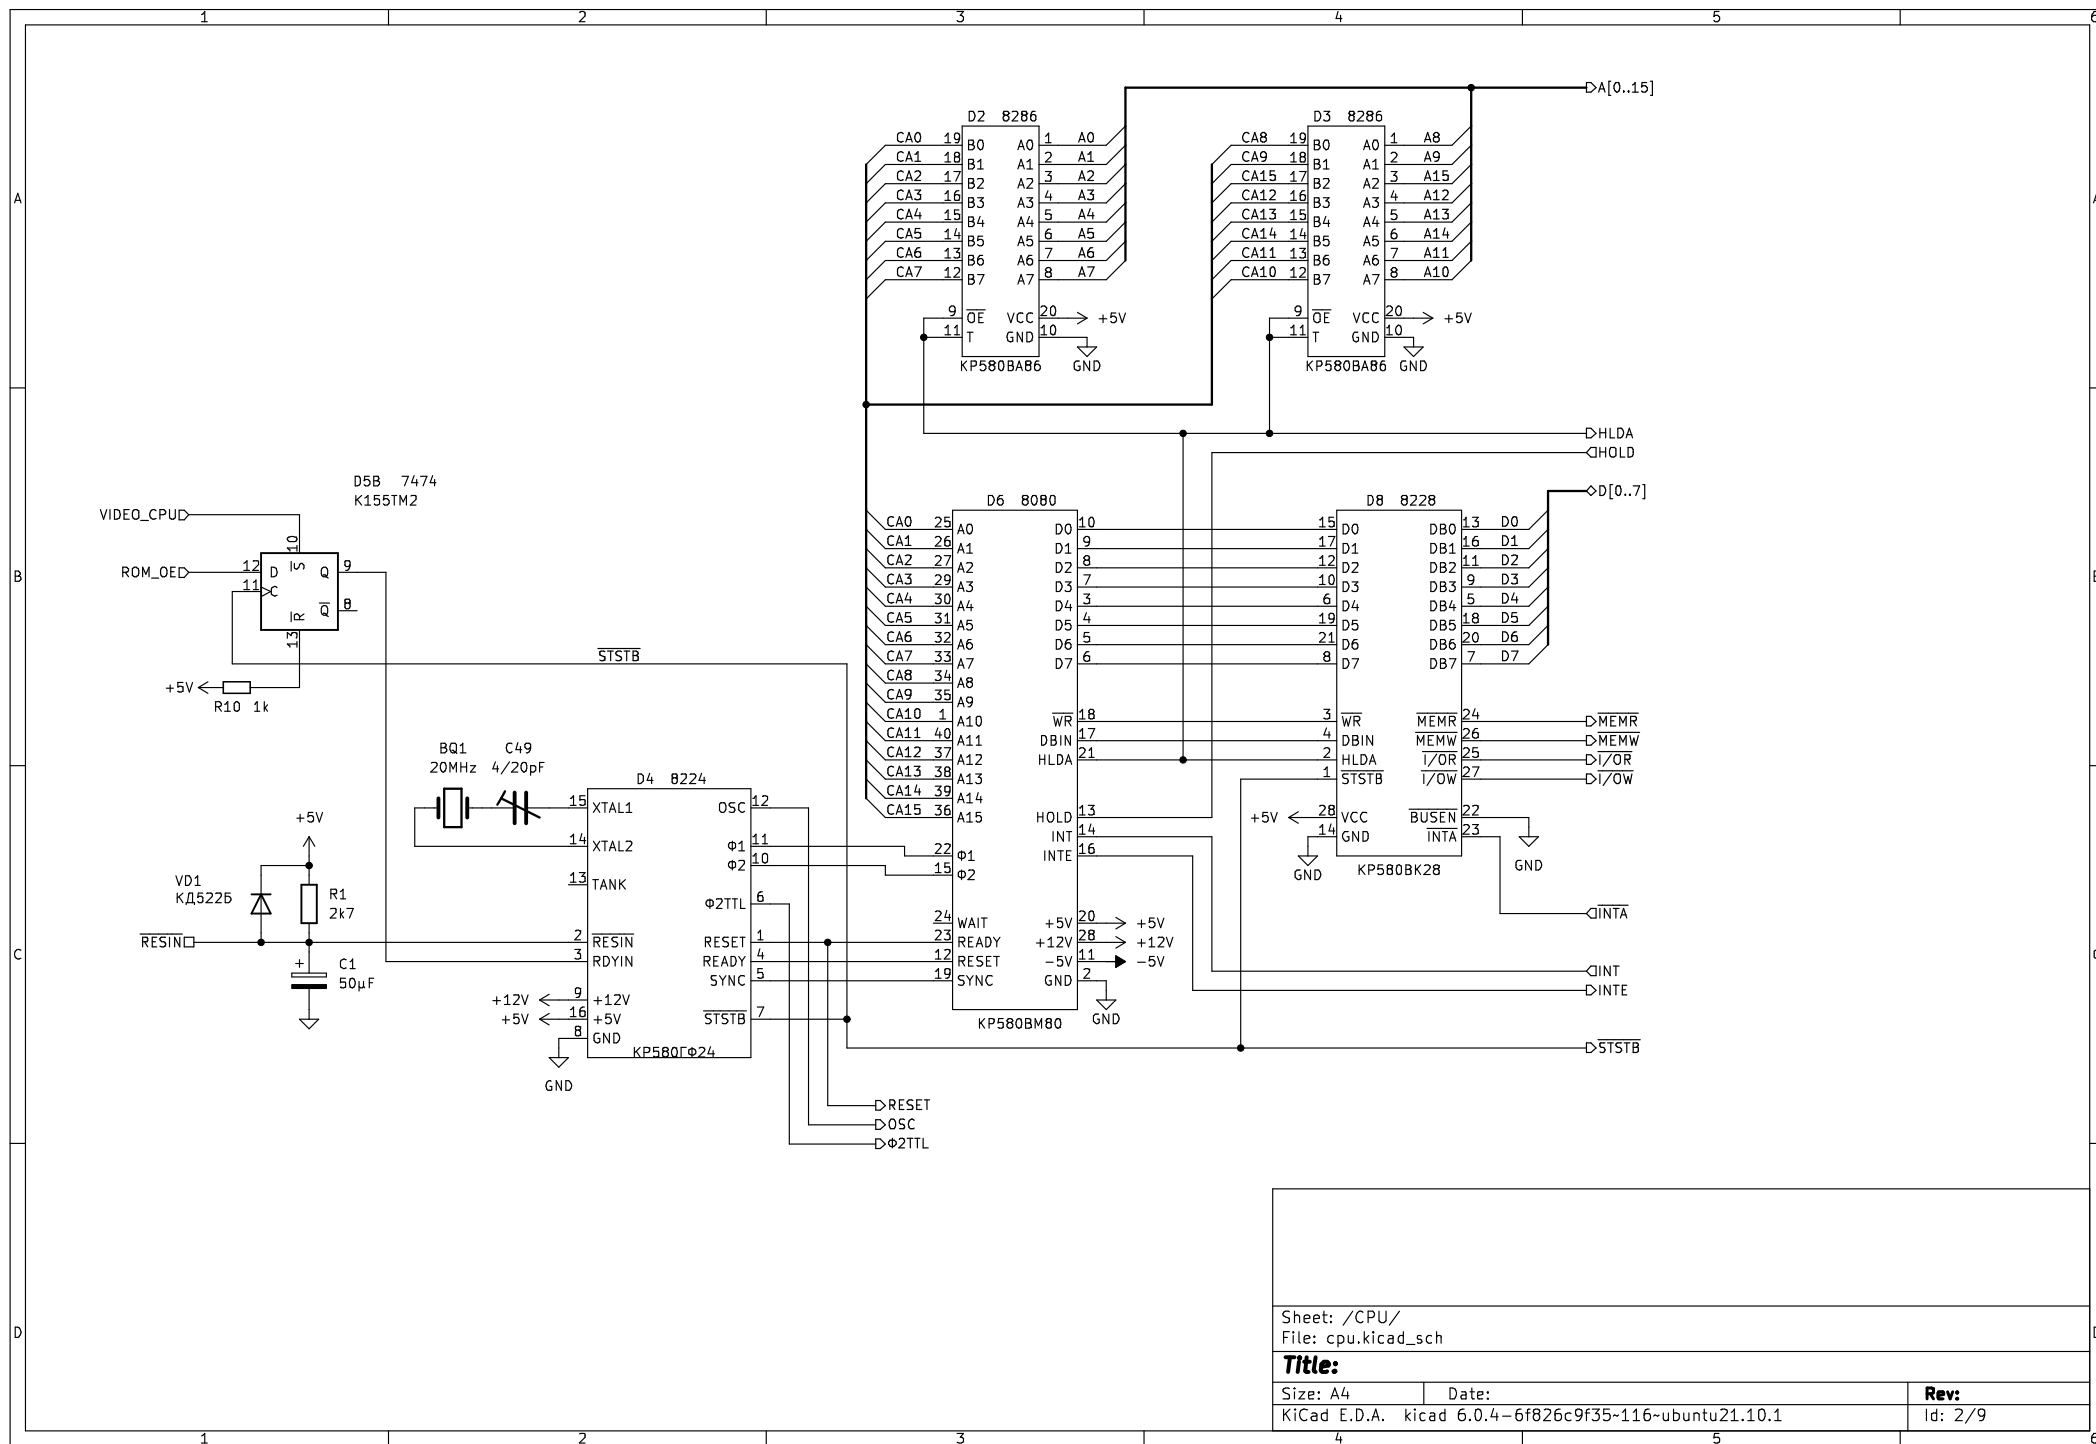 1 2 3 4 5 6
A
B
C
D
A[0..15]
D2 8286
CA0 19 B0 A0 1 A0
CA1 18 B1 A1 2 A1
CA2 17 B2 A2 3 A2
CA3 16 B3 A3 4 A3
CA4 15 B4 A4 5 A4
CA5 14 B5 A5 6 A5
CA6 13 B6 A6 7 A6
CA7 12 B7 A7 8 A7
9 OE VCC 20 +5V
11 T GND 10
КР580ВА86 GND
D3 8286
CA8 19 B0 A0 1 A8
CA9 18 B1 A1 2 A9
CA15 17 B2 A2 3 A15
CA12 16 B3 A3 4 A12
CA13 15 B4 A4 5 A13
CA14 14 B5 A5 6 A14
CA11 13 B6 A6 7 A11
CA10 12 B7 A7 8 A10
9 OE VCC 20 +5V
11 T GND 10
КР580ВА86 GND
HLDA
HOLD
D[0..7]
D5B 7474
К155ТМ2
VIDEO_CPU
ROM_OE
10
12 D S Q 9
11 C
R Q 8
13
+5V
R10 1k
STSTB
D6 8080
CA0 25 A0 D0 10
CA1 26 A1 D1 9
CA2 27 A2 D2 8
CA3 29 A3 D3 7
CA4 30 A4 D4 3
CA5 31 A5 D5 4
CA6 32 A6 D6 5
CA7 33 A7 D7 6
CA8 34 A8
CA9 35 A9
CA10 1 A10 WR 18
CA11 40 A11 DBIN 17
CA12 37 A12 HLDA 21
CA13 38 A13
CA14 39 A14
CA15 36 A15 HOLD 13
INT 14
22 Ф1 INTE 16
15 Ф2
24 WAIT +5V 20 +5V
23 READY +12V 28 +12V
12 RESET -5V 11 -5V
19 SYNC GND 2
КР580ВМ80 GND
D8 8228
15 D0 DB0 13 D0
17 D1 DB1 16 D1
12 D2 DB2 11 D2
10 D3 DB3 9 D3
6 D4 DB4 5 D4
19 D5 DB5 18 D5
21 D6 DB6 20 D6
8 D7 DB7 7 D7
3 WR MEMR 24 MEMR
4 DBIN MEMW 26 MEMW
2 HLDA I/OR 25 I/OR
1 STSTB I/OW 27 I/OW
+5V 28 VCC BUSEN 22
14 GND INTA 23
GND КР580ВК28 GND
INTA
INT
INTE
STSTB
BQ1 C49
20MHz 4/20pF
D4 8224
15 XTAL1 OSC 12
14 XTAL2 Ф1 11
Ф2 10
13 TANK
Ф2TTL 6
2 RESIN RESET 1
3 RDYIN READY 4
SYNC 5
+12V 9 +12V
+5V 16 +5V STSTB 7
8 GND
КР580ГФ24
GND
+5V
VD1
КД522Б
R1
2k7
RESIN
+ C1
50μF
RESET
OSC
Ф2TTL
Sheet: /CPU/
File: cpu.kicad_sch
Title:
Size: A4 Date: Rev:
KiCad E.D.A. kicad 6.0.4-6f826c9f35~116~ubuntu21.10.1 Id: 2/9
1 2 3 4 5 6